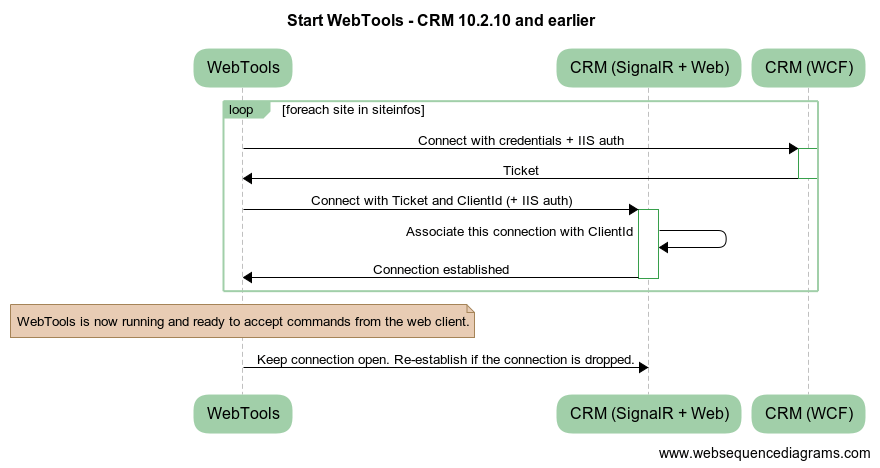 Start WebTools - CRM 10.2.10 and earlier
WebTools
CRM (SignalR + Web)
CRM (WCF)
loop
[foreach site in siteinfos]
Connect with credentials + IIS auth
Ticket
Connect with Ticket and ClientId (+ IIS auth)
Associate this connection with ClientId
Connection established
WebTools is now running and ready to accept commands from the web client.
Keep connection open. Re-establish if the connection is dropped.
WebTools
CRM (SignalR + Web)
CRM (WCF)
www.websequencediagrams.com